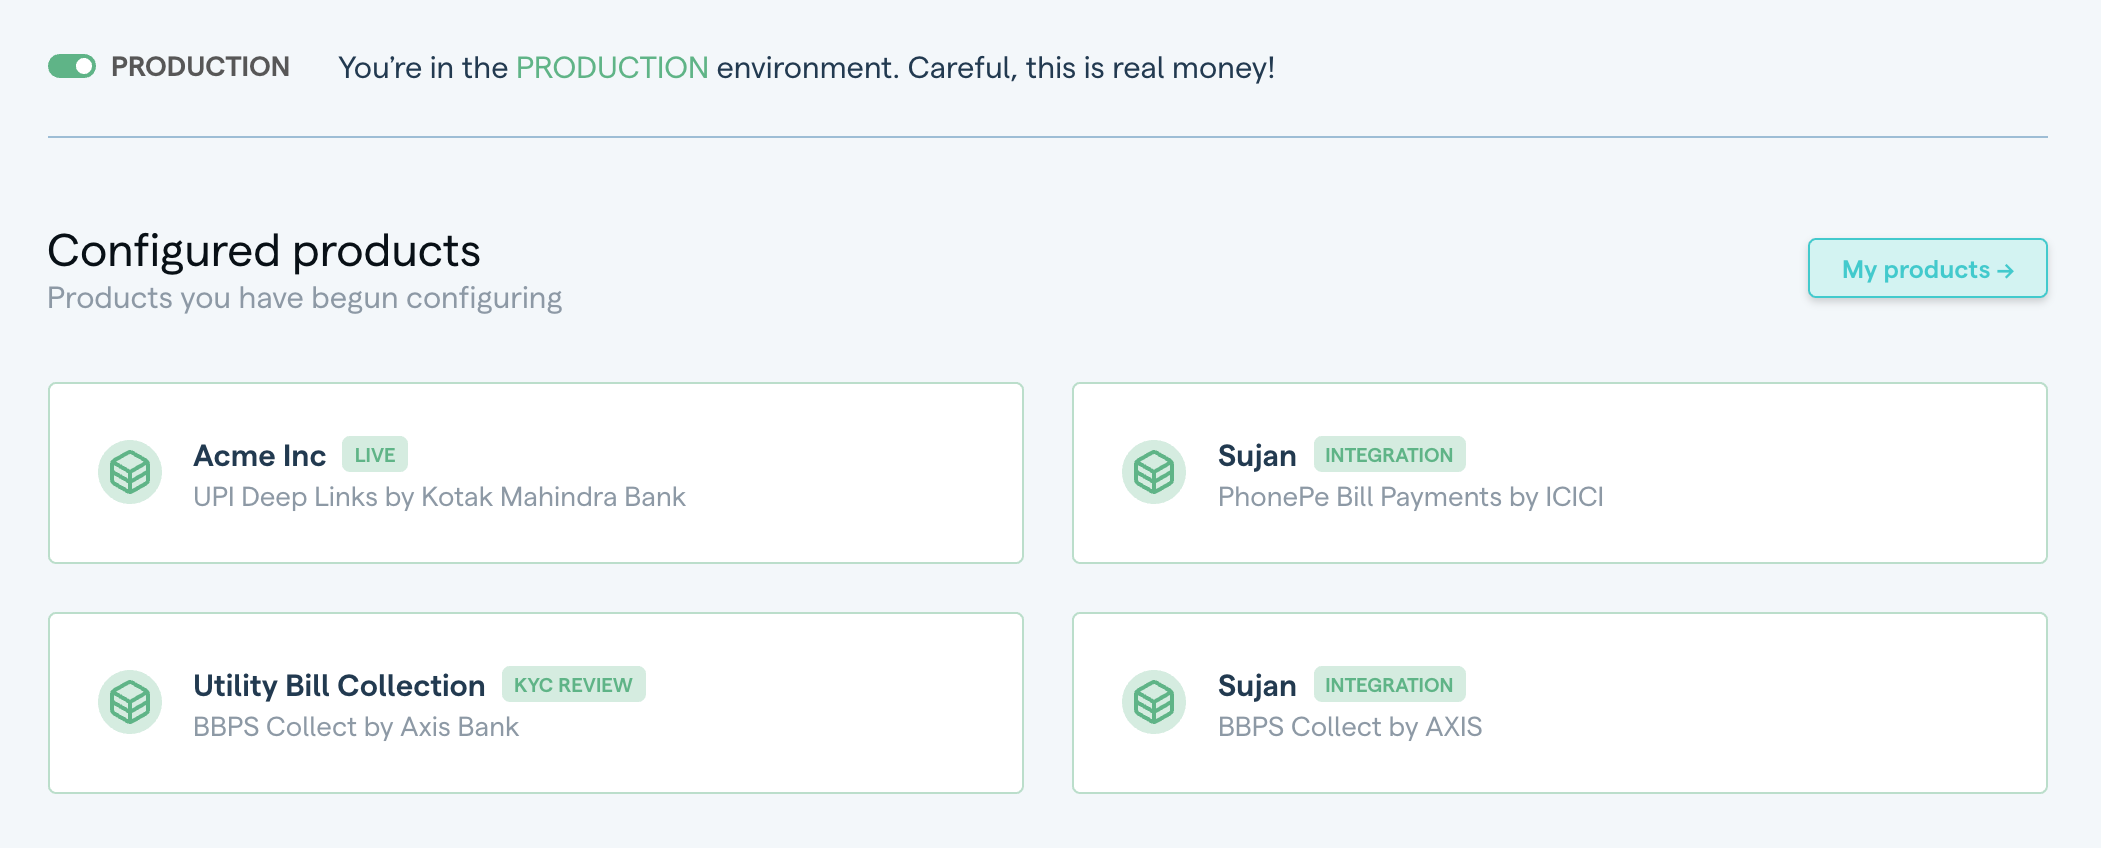 PRODUCTION You’re in the PRODUCTION environment. Careful, this is real money!
Configured products
Products you have begun configuring
My products →
Acme Inc LIVE
UPI Deep Links by Kotak Mahindra Bank
Sujan INTEGRATION
PhonePe Bill Payments by ICICI
Utility Bill Collection KYC REVIEW
BBPS Collect by Axis Bank
Sujan INTEGRATION
BBPS Collect by AXIS